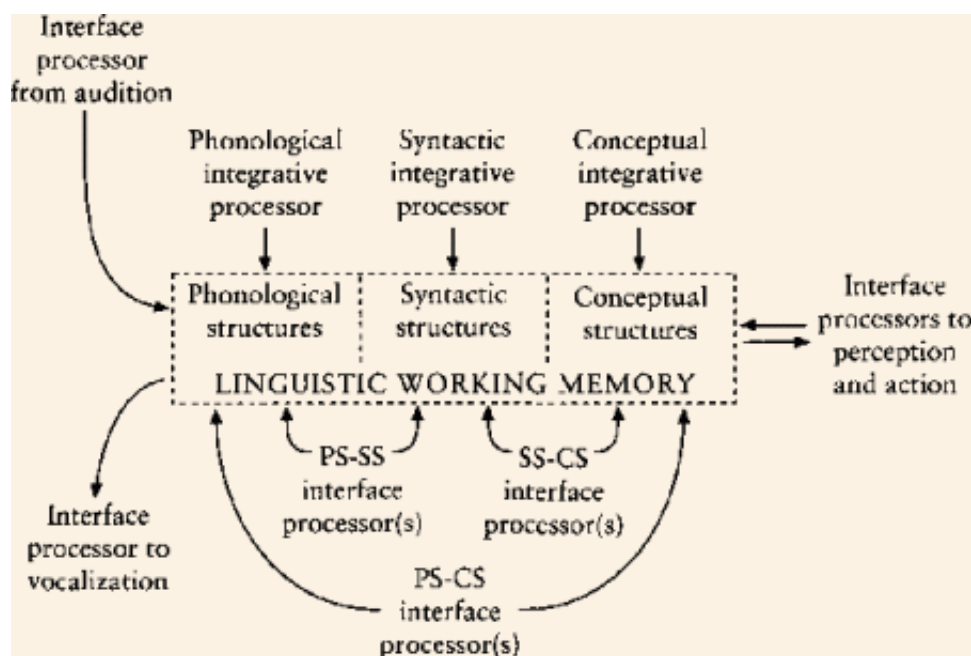 Interface
processor
from audition
Phonological
integrative
processor
Syntactic
integrative
processor
Conceptual
integrative
processor
Phonological
structures
Syntactic
structures
Conceptual
structures
LINGUISTIC WORKING MEMORY
Interface
processors to
perception
and action
PS-SS
interface
processor(s)
SS-CS
interface
processor(s)
Interface
processor to
vocalization
PS-CS
interface
processor(s)